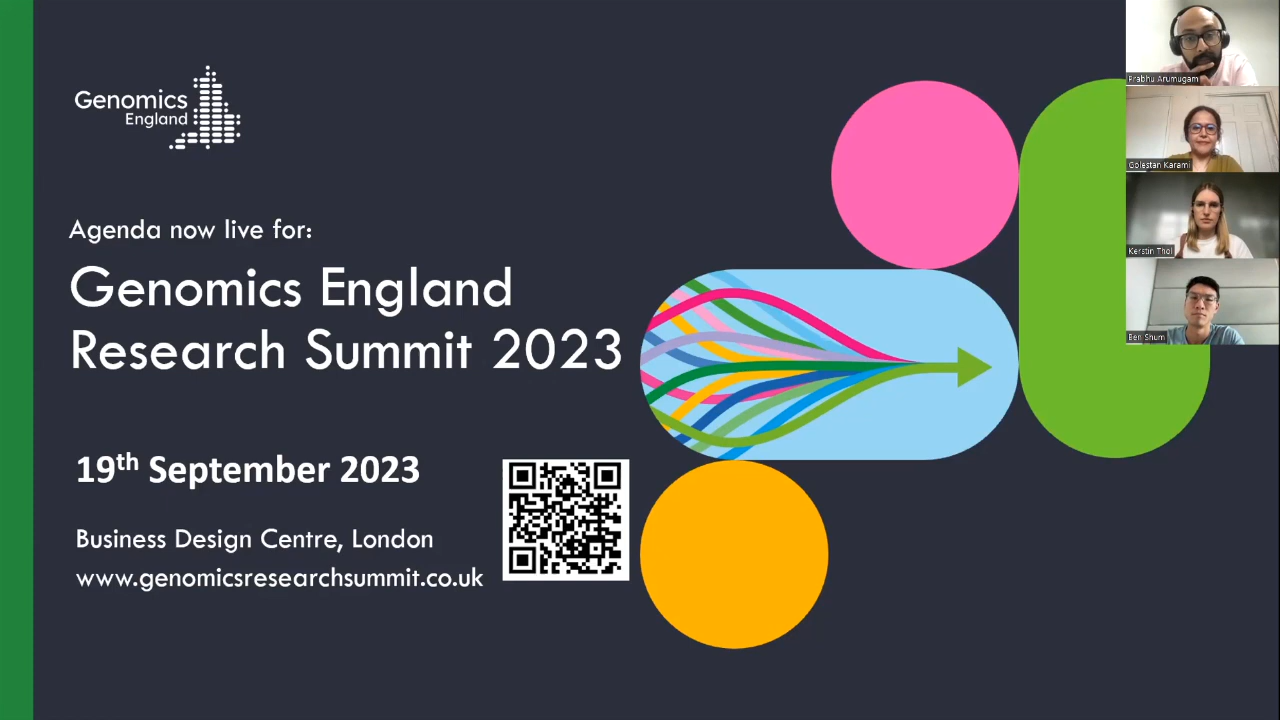 Genomics
England
Agenda now live for:
Genomics England
Research Summit 2023
19th September 2023
Business Design Centre, London
www.genomicsresearchsummit.co.uk
Prabhu Arumugam
Golestan Karami
Kerstin Thol
Ben Shum